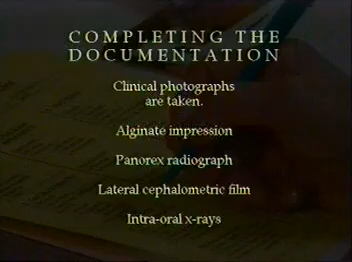 COMPLETING THE
DOCUMENTATION
Clinical photographs
are taken.
Alginate impression
Panorex radiograph
Lateral cephalometric film
Intra-oral x-rays